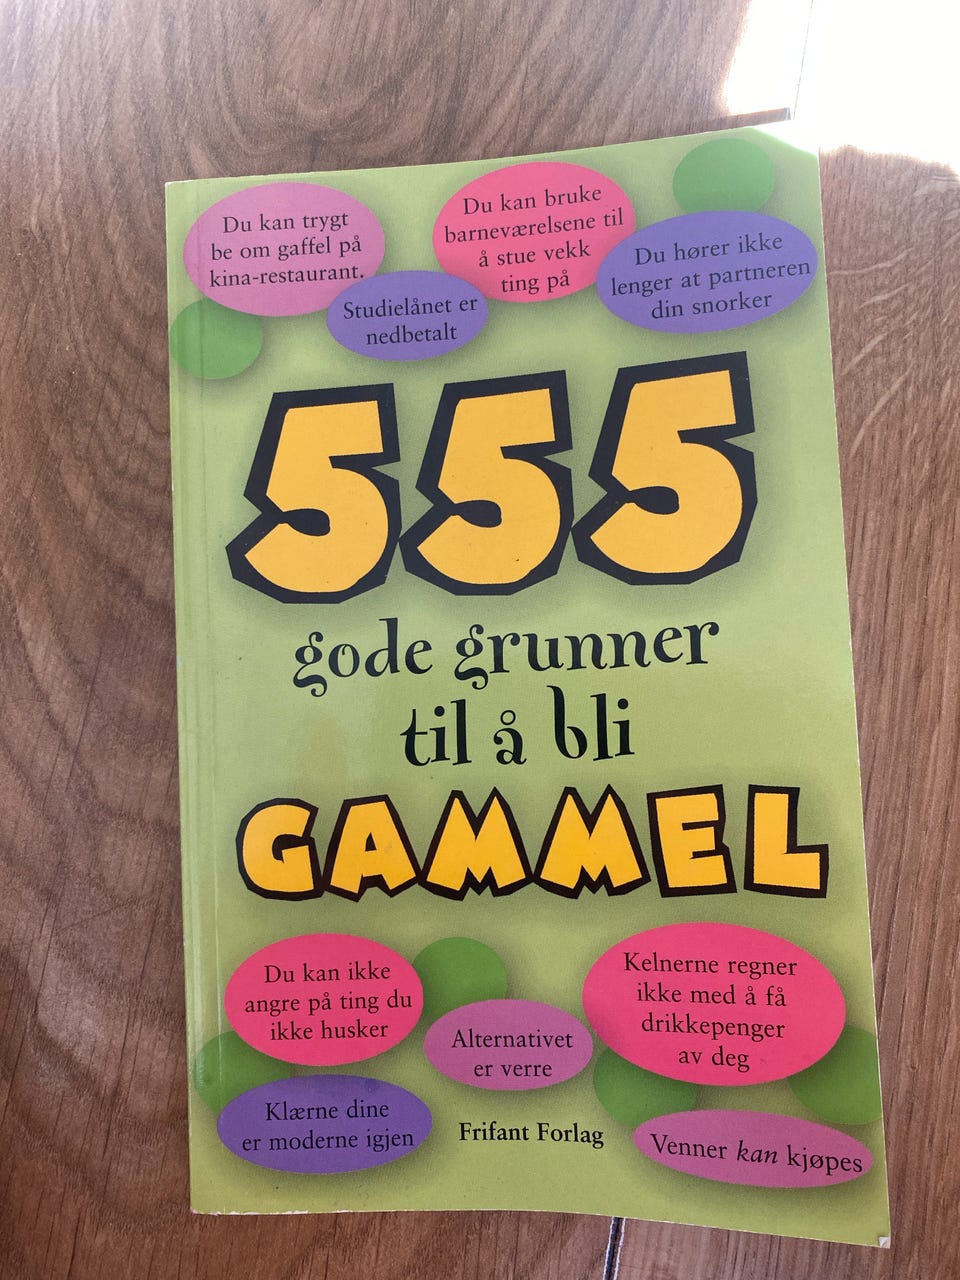 Du kan trygt
be om gaffel på
kina-restaurant.
Studielånet er
nedbetalt
Du kan bruke
barneværelsene til
å stue vekk
ting på
Du hører ikke
lenger at partneren
din snorker
555
gode grunner
til å bli
GAMMEL
Du kan ikke
angre på ting du
ikke husker
Alternativet
er verre
Kelnerne regner
ikke med å få
drikkepenger
av deg
Klærne dine
er moderne igjen
Frifant Forlag
Venner kan kjøpes